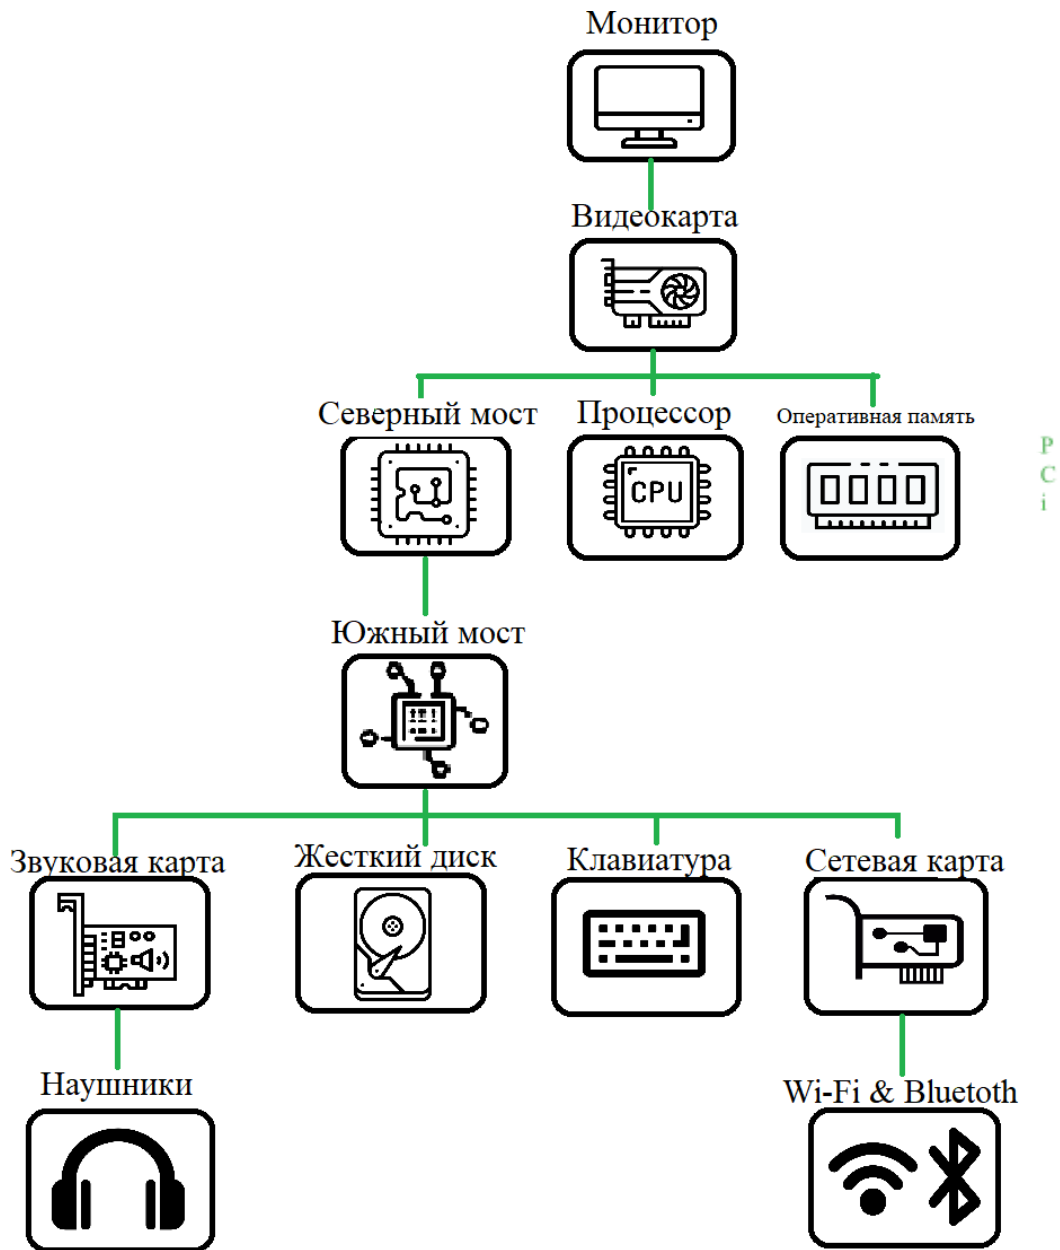 Монитор
Видеокарта
Северный мост
Процессор
Оперативная память
P
C
i
CPU
Южный мост
Звуковая карта
Жесткий диск
Клавиатура
Сетевая карта
Наушники
Wi-Fi & Bluetoth